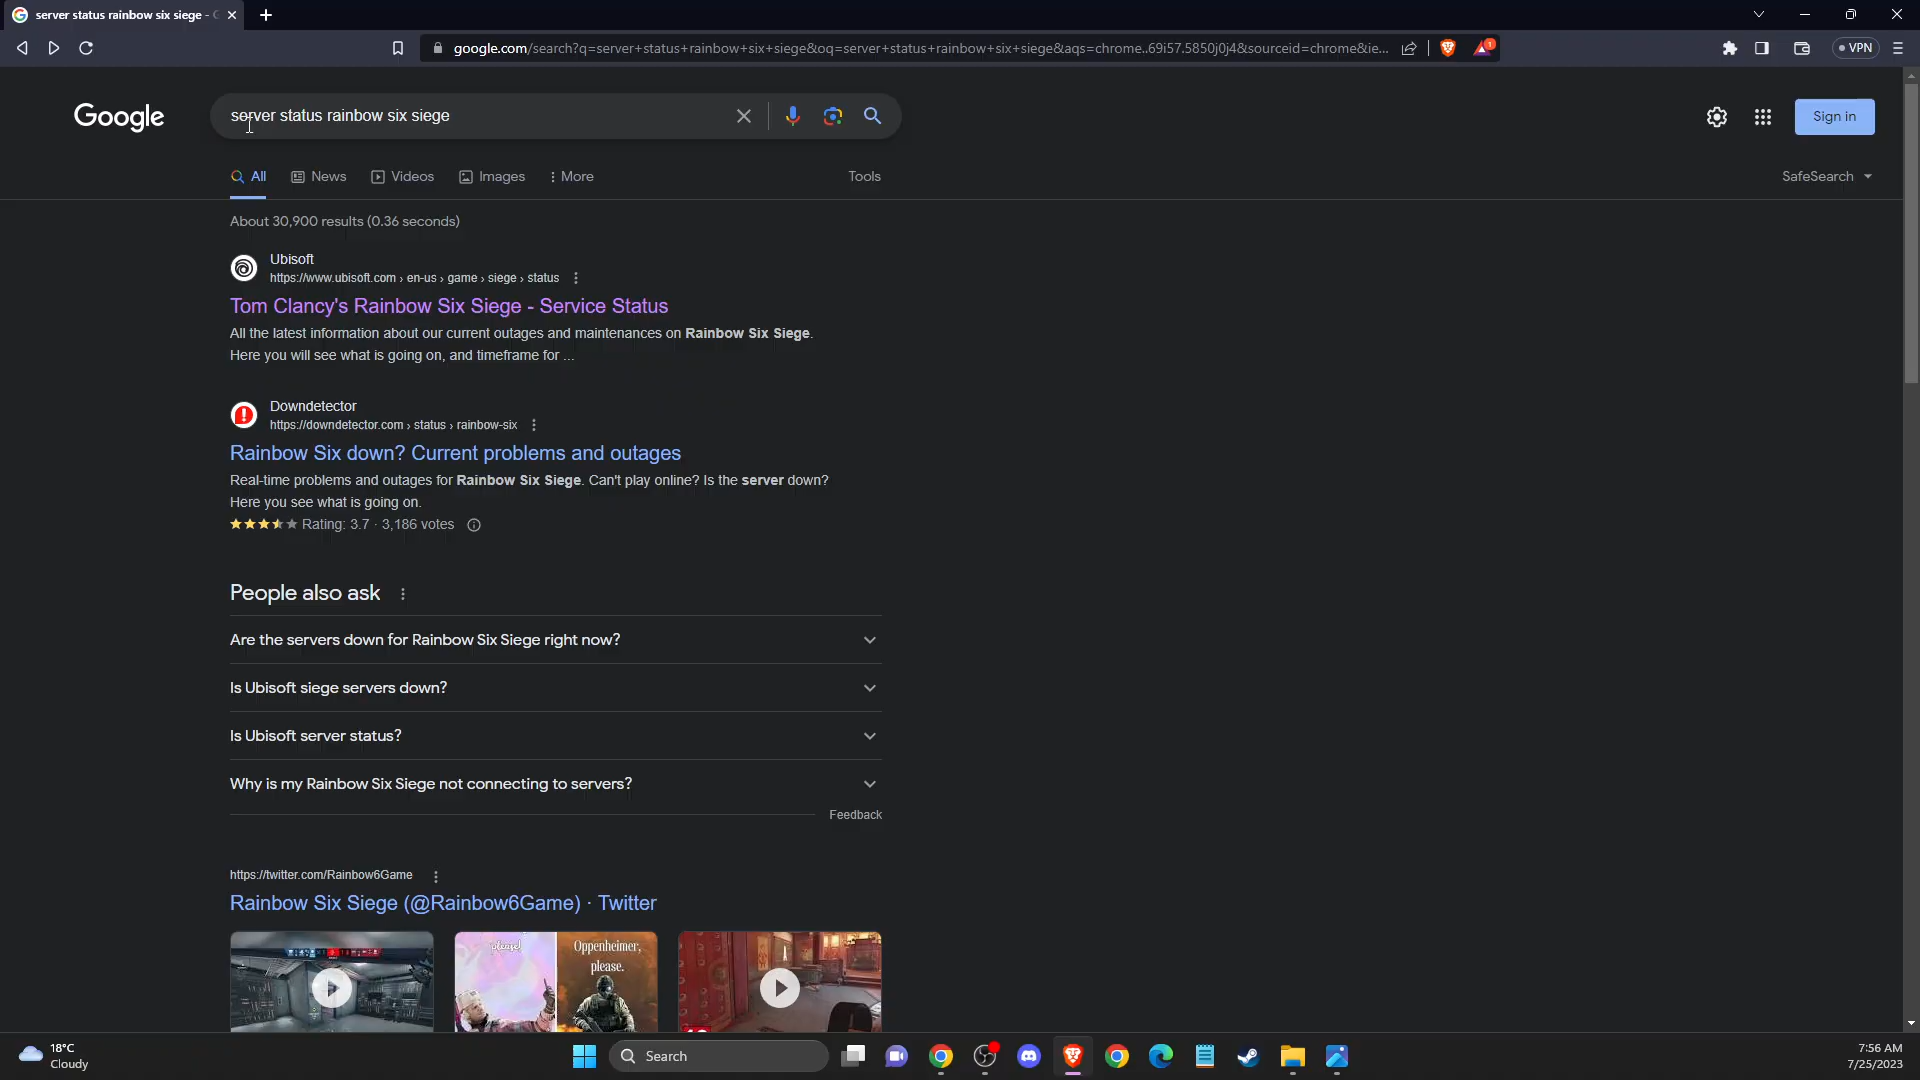 server status rainbow six siege - G
google.com/search?q=server+status+rainbow+six+siege&oq=server+status+rainbow+six+siege&aqs=chrome..69i57.5850j0j4&sourceid=chrome&ie...
1
VPN
Google
server status rainbow six siege
Sign in
All
News
Videos
Images
More
Tools
SafeSearch
About 30,900 results (0.36 seconds)
Ubisoft
https://www.ubisoft.com › en-us › game › siege › status
Tom Clancy's Rainbow Six Siege - Service Status
All the latest information about our current outages and maintenances on Rainbow Six Siege.
Here you will see what is going on, and timeframe for ...
Downdetector
https://downdetector.com › status › rainbow-six
Rainbow Six down? Current problems and outages
Real-time problems and outages for Rainbow Six Siege. Can't play online? Is the server down?
Here you see what is going on.
Rating: 3.7 · 3,186 votes
People also ask
Are the servers down for Rainbow Six Siege right now?
Is Ubisoft siege servers down?
Is Ubisoft server status?
Why is my Rainbow Six Siege not connecting to servers?
Feedback
https://twitter.com/Rainbow6Game
Rainbow Six Siege (@Rainbow6Game) · Twitter
Oppenheimer,
please.
18°C
Cloudy
Search
7:56 AM
7/25/2023